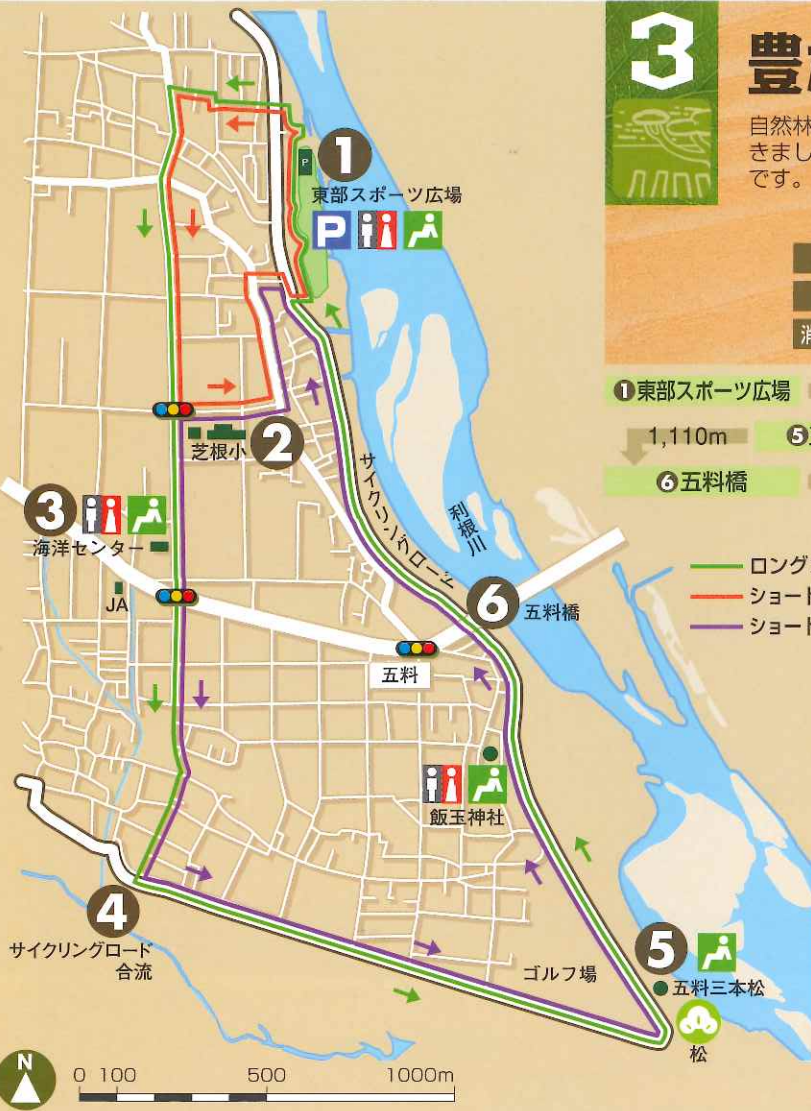 3
豊
自然林
きまし
です。
❶東部スポーツ広場
1,110m
❺
❻五料橋
ロング
ショート
ショート
1
P
東部スポーツ広場
P
2
芝根小
3
海洋センター
JA
サイクリングロード
利根川
6
五料橋
五料
飯玉神社
4
サイクリングロード
合流
ゴルフ場
5
五料三本松
松
N
0 100 500 1000m